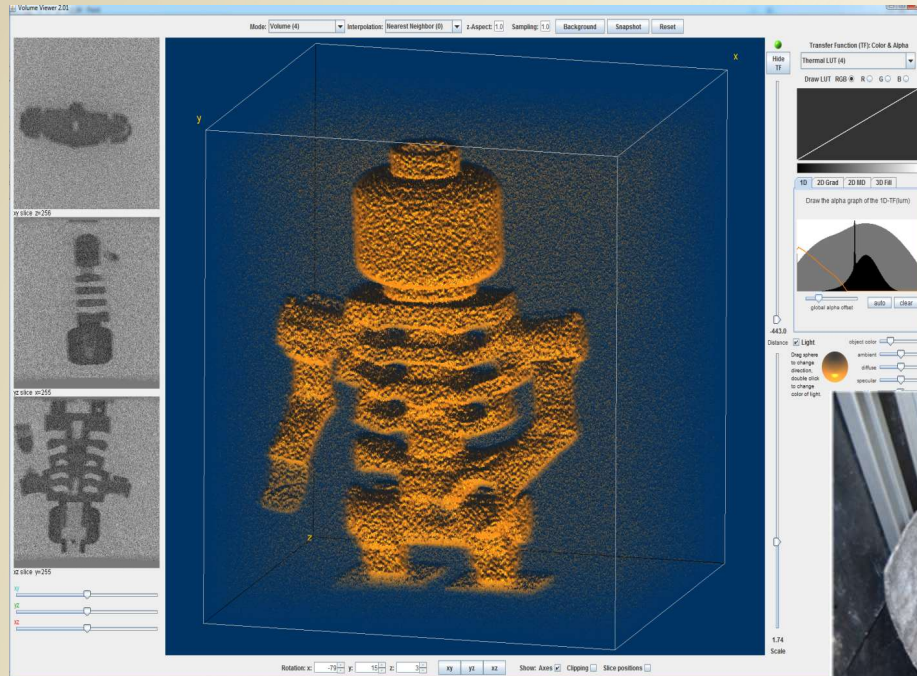 Volume Viewer 2.01
Mode: Volume (4) Interpolation: Nearest Neighbor (0) z-Aspect: 1.0 Sampling: 1.0 Background Snapshot Reset
Hide TF
Transfer Function (TF): Color & Alpha
Thermal LUT (4)
Draw LUT RGB R G B
1D 2D Grad 2D MD 3D Fill
Draw the alpha graph of the 1D-TF(lum)
global alpha offset auto clear
-443.0
Distance
Light
Drag sphere
to change
direction,
double click
to change
color of light.
object color
ambient
diffuse
specular
x
y
z
xy slice z=256
yz slice x=255
xz slice y=255
xy
yz
xz
1.74
Scale
Rotation: x: -79 y: 15 z: 3 xy yz xz Show: Axes Clipping Slice positions